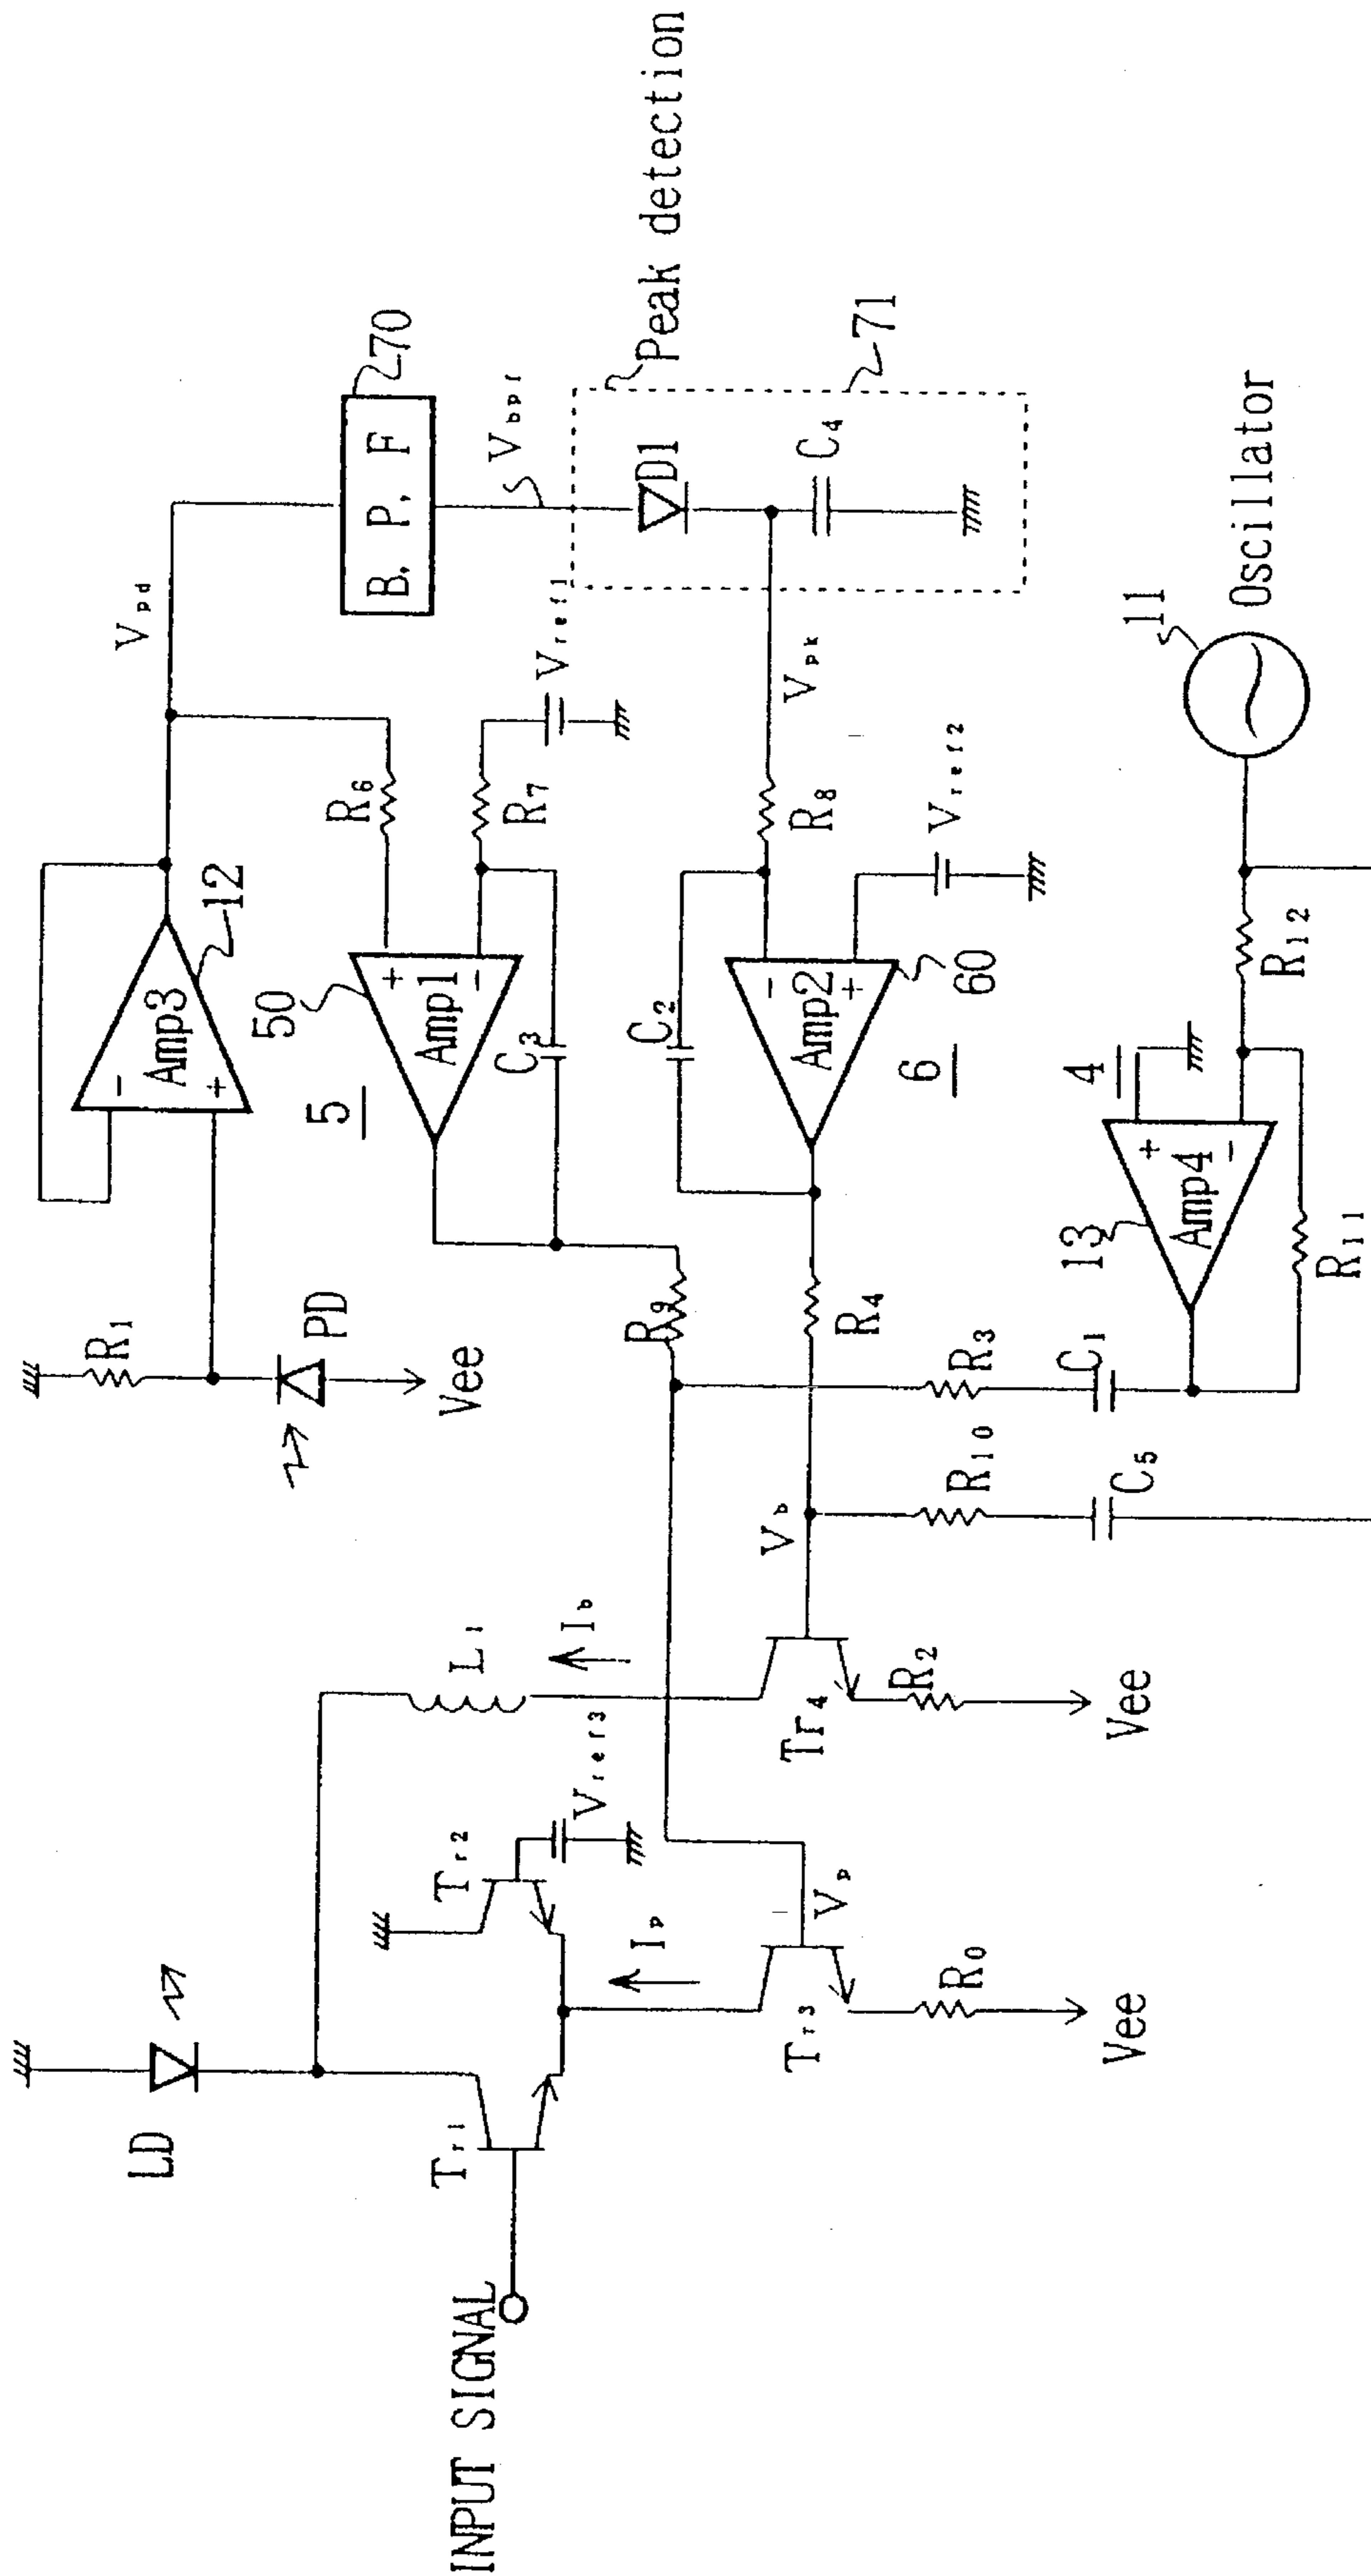 INPUT SIGNAL
LD
Tr1
Tr2
Vref3
Ip
Tr3
Vp
R0
Vee
L1
Ib
Tr4
R2
Vee
Vb
R10
C5
R1
PD
Vee
Amp3
-
+
12
Vpd
50
5
Amp1
+
-
C3
R6
R7
Vref1
R9
B, P, F
70
Vbpf
Peak detection
71
D1
C4
Vpk
R8
C2
Amp2
-
+
60
6
Vref2
R4
R3
C1
13
Amp4
+
-
4
R11
R12
11
Oscillator